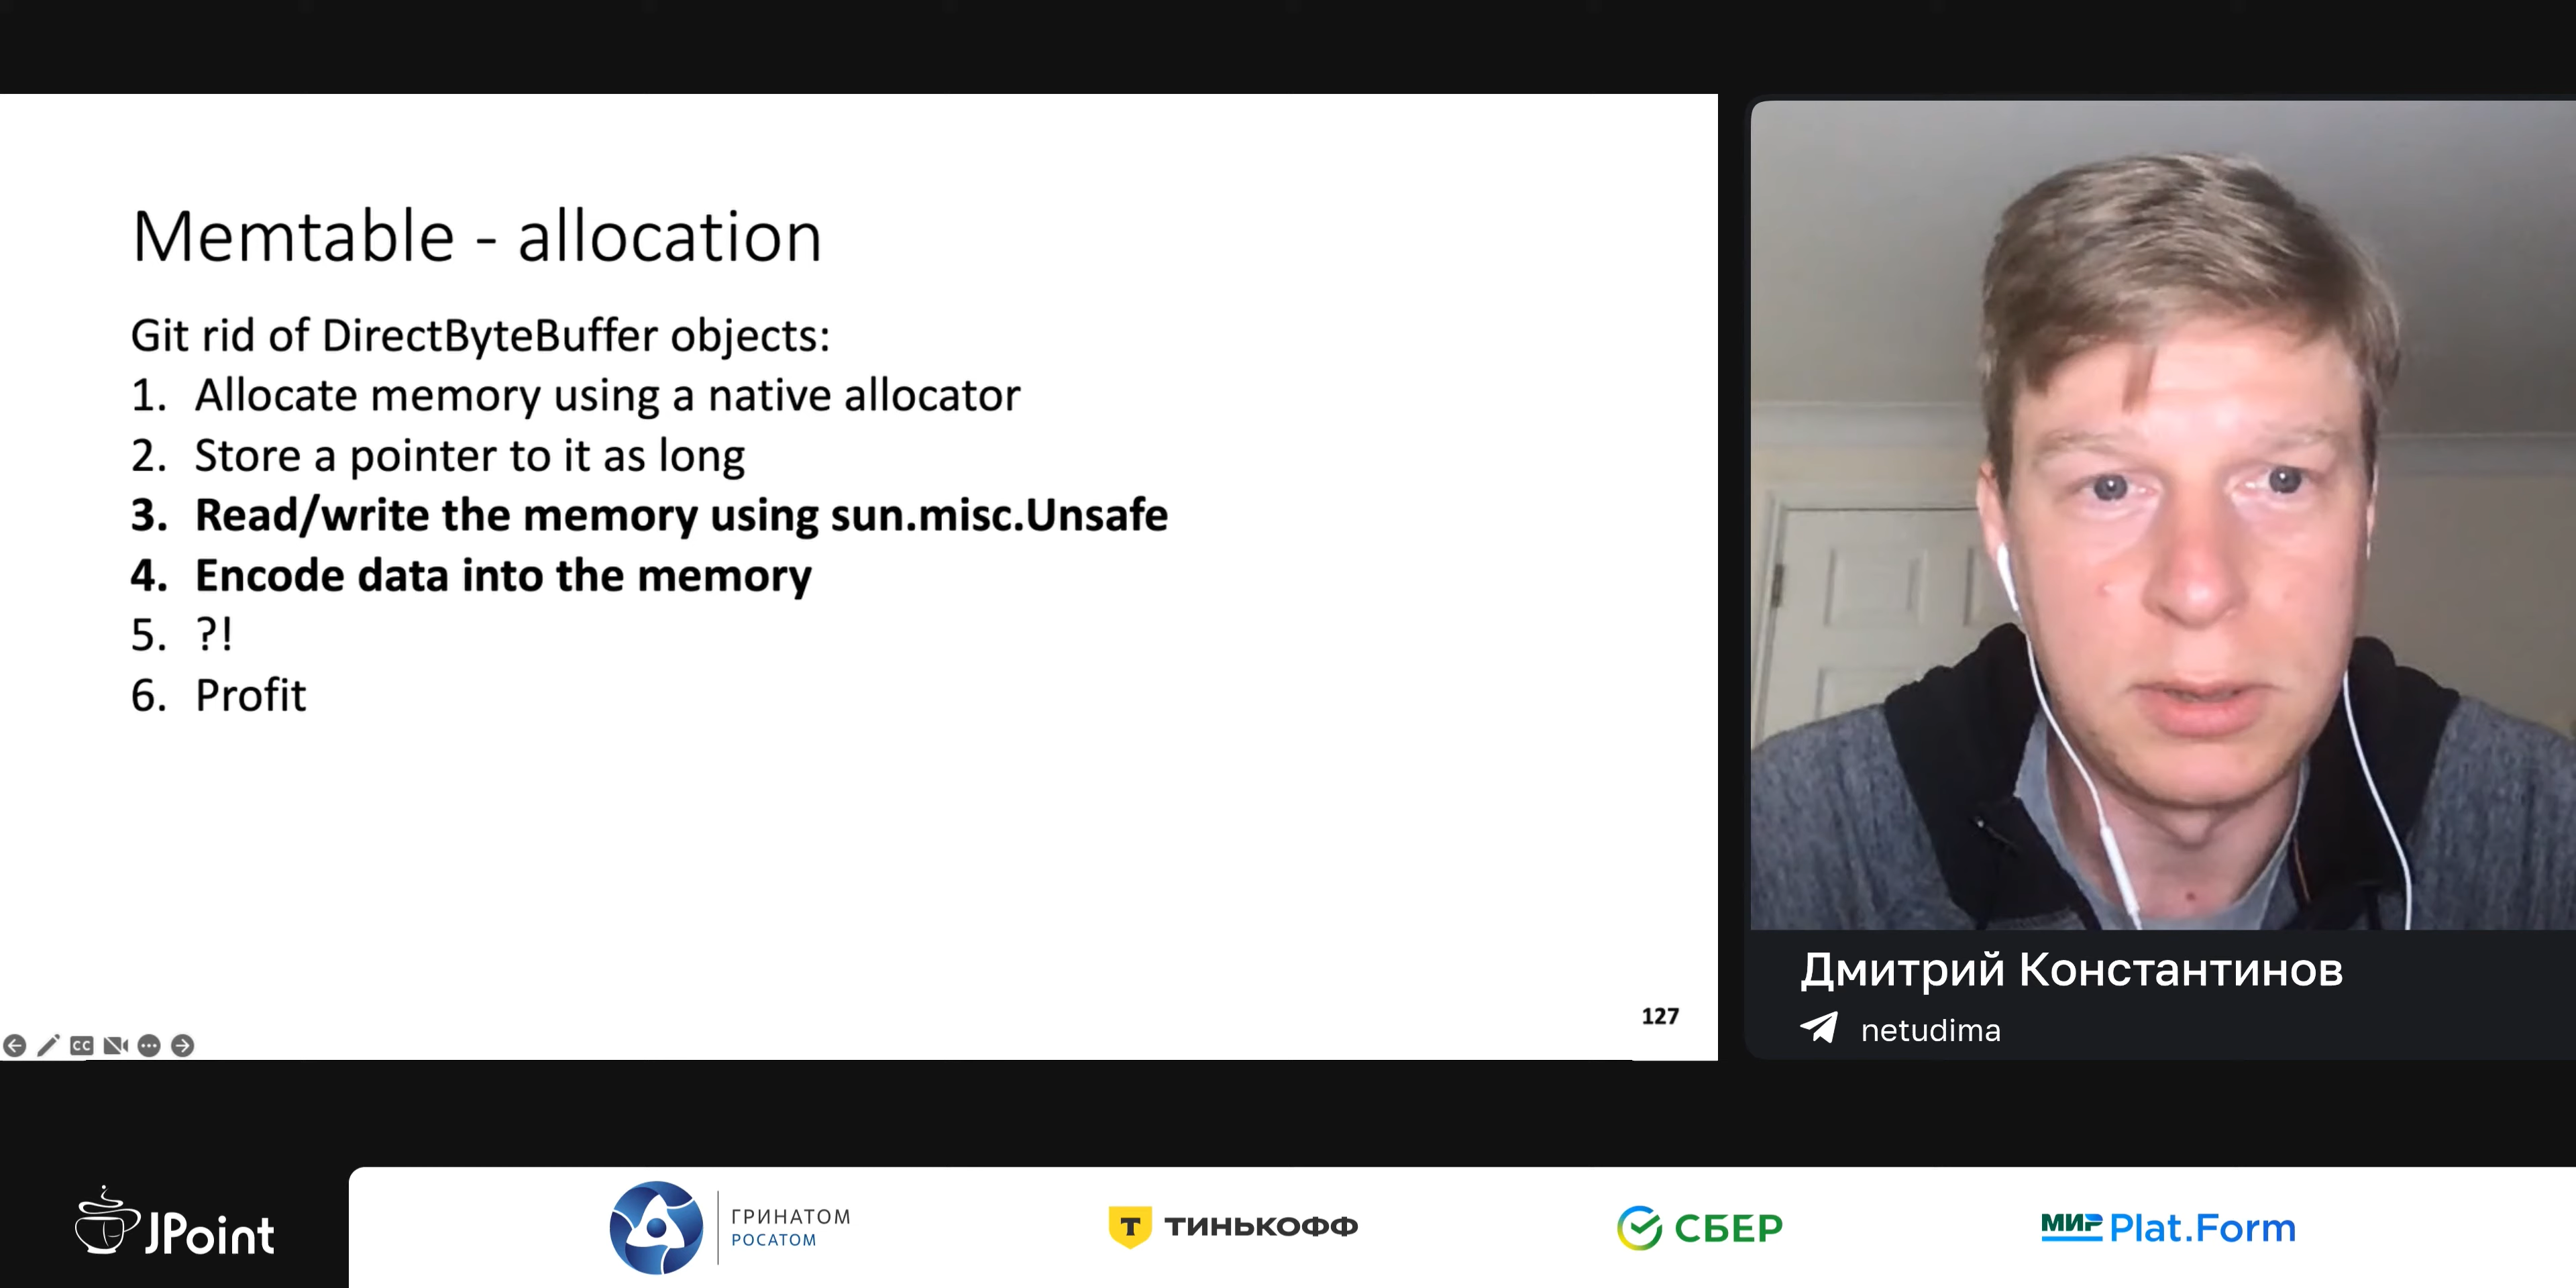 Memtable - allocation
Git rid of DirectByteBuffer objects:
1. Allocate memory using a native allocator
2. Store a pointer to it as long
3. Read/write the memory using sun.misc.Unsafe
4. Encode data into the memory
5. ?!
6. Profit
127
CC
Дмитрий Константинов
netudima
JPoint
ГРИНАТОМ
РОСАТОМ
Т ТИНЬКОФФ
СБЕР
МИР Plat.Form